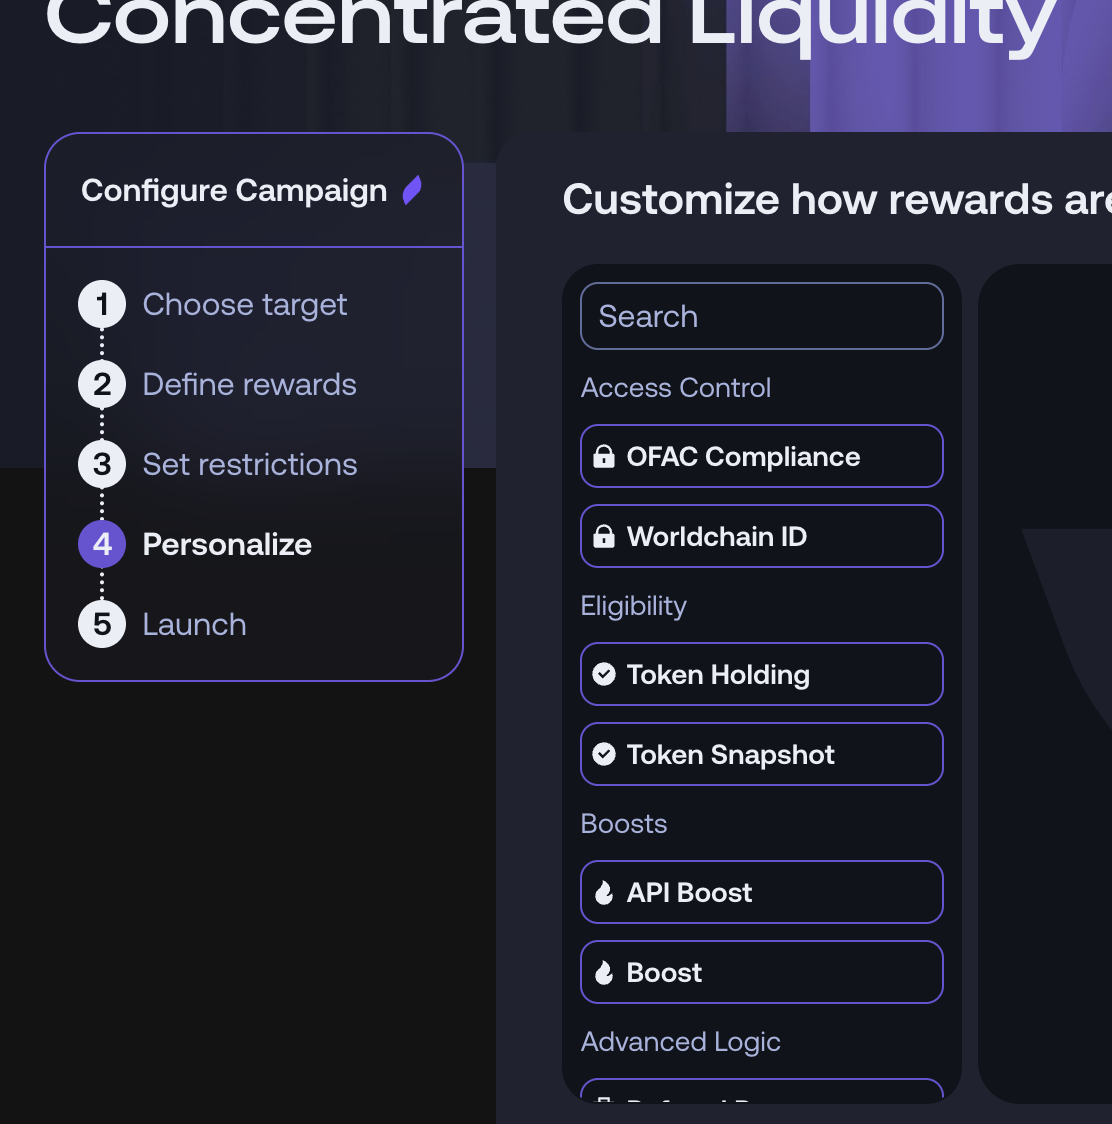 Concentrated Liquidity
Configure Campaign
1 Choose target
2 Define rewards
3 Set restrictions
4 Personalize
5 Launch
Customize how rewards are
Search
Access Control
OFAC Compliance
Worldchain ID
Eligibility
Token Holding
Token Snapshot
Boosts
API Boost
Boost
Advanced Logic